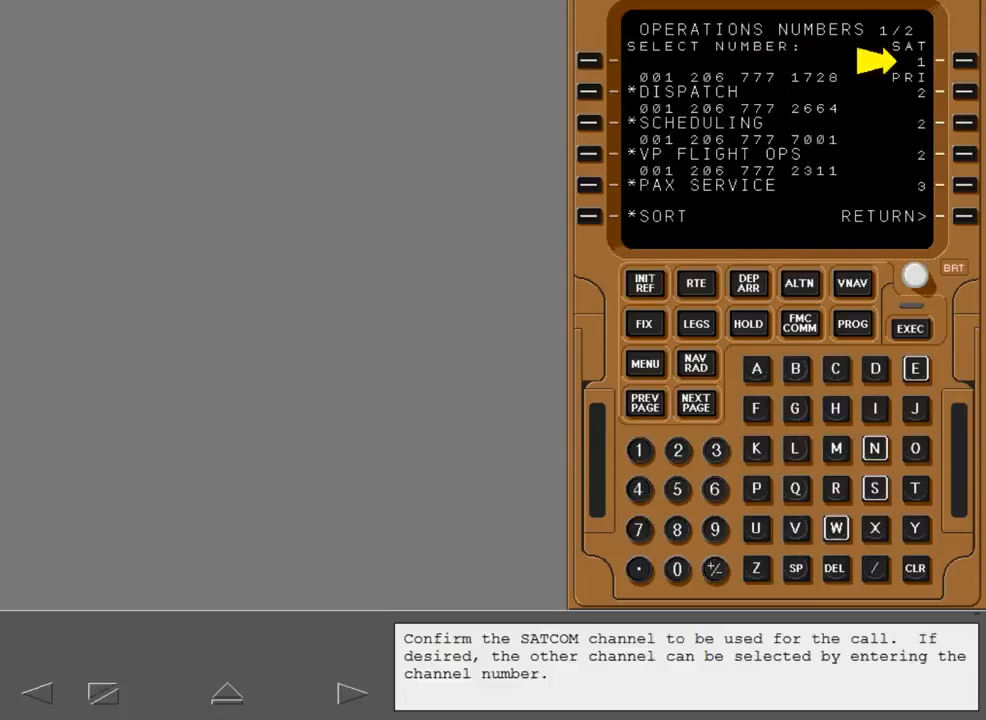 OPERATIONS NUMBERS 1/2
SELECT NUMBER: SAT
1
001 206 777 1728 PRI
*DISPATCH 2
001 206 777 2664
*SCHEDULING 2
001 206 777 7001
*VP FLIGHT OPS 2
001 206 777 2311
*PAX SERVICE 3
*SORT RETURN>
BRT
INIT REF RTE DEP ARR ALTN VNAV
FIX LEGS HOLD FMC COMM PROG EXEC
MENU NAV RAD A B C D E
PREV PAGE NEXT PAGE F G H I J
1 2 3 K L M N O
4 5 6 P Q R S T
7 8 9 U V W X Y
. 0 +/- Z SP DEL / CLR
Confirm the SATCOM channel to be used for the call. If
desired, the other channel can be selected by entering the
channel number.